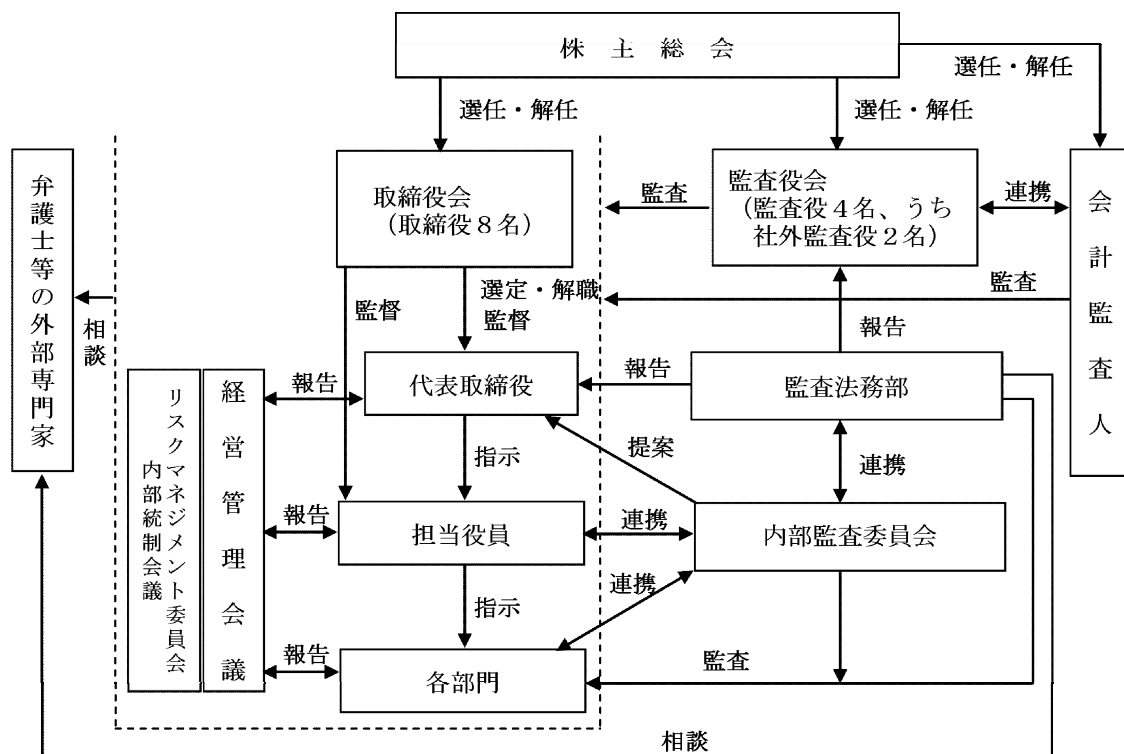 株主総会
選任・解任
選任・解任
選任・解任
弁護士等の外部専門家
取締役会
(取締役8名)
監査
監査役会
(監査役4名、うち
社外監査役2名)
連携
会計監査人
監督
選定・解職
監督
監査
相談
報告
リスクマネジメント委員会
内部統制会議
経営管理会議
報告
代表取締役
報告
監査法務部
指示
提案
連携
報告
担当役員
連携
内部監査委員会
指示
連携
報告
各部門
監査
相談